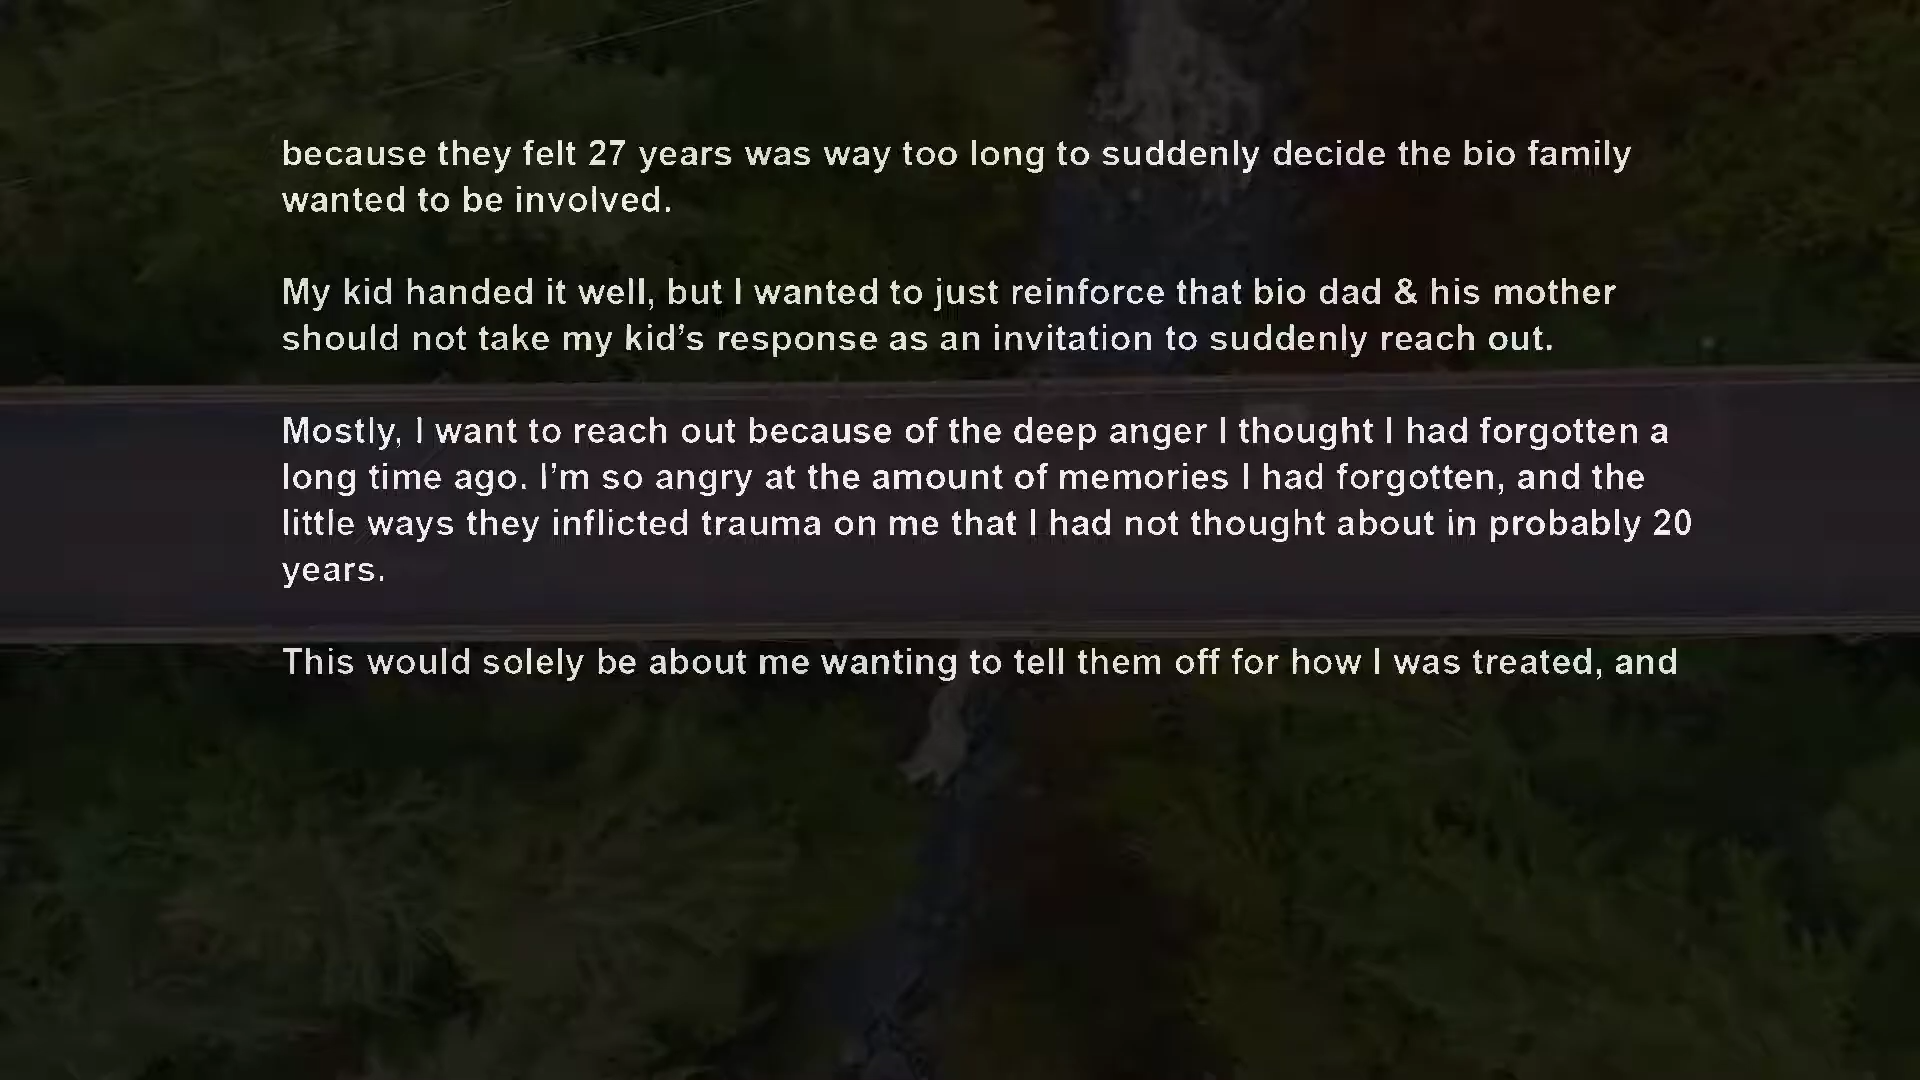 because they felt 27 years was way too long to suddenly decide the bio family
wanted to be involved.
My kid handed it well, but I wanted to just reinforce that bio dad & his mother
should not take my kid’s response as an invitation to suddenly reach out.
Mostly, I want to reach out because of the deep anger I thought I had forgotten a
long time ago. I’m so angry at the amount of memories I had forgotten, and the
little ways they inflicted trauma on me that I had not thought about in probably 20
years.
This would solely be about me wanting to tell them off for how I was treated, and